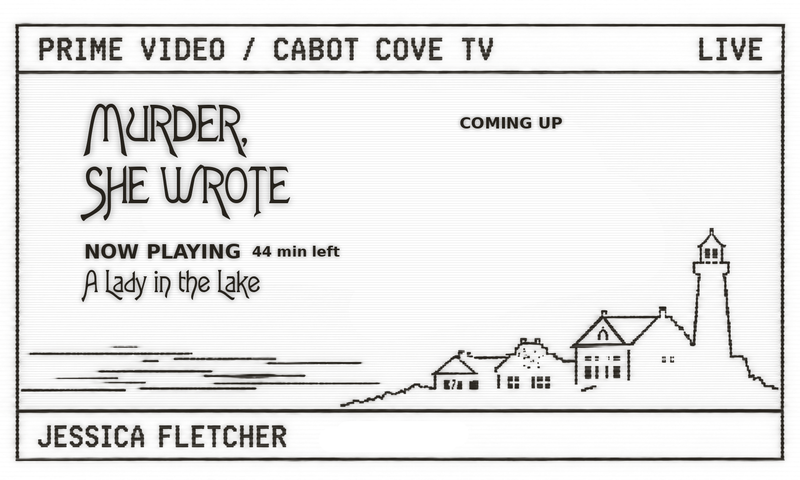 PRIME VIDEO / CABOT COVE TV LIVE
MURDER,
SHE WROTE
COMING UP
NOW PLAYING 44 min left
A Lady in the Lake
JESSICA FLETCHER